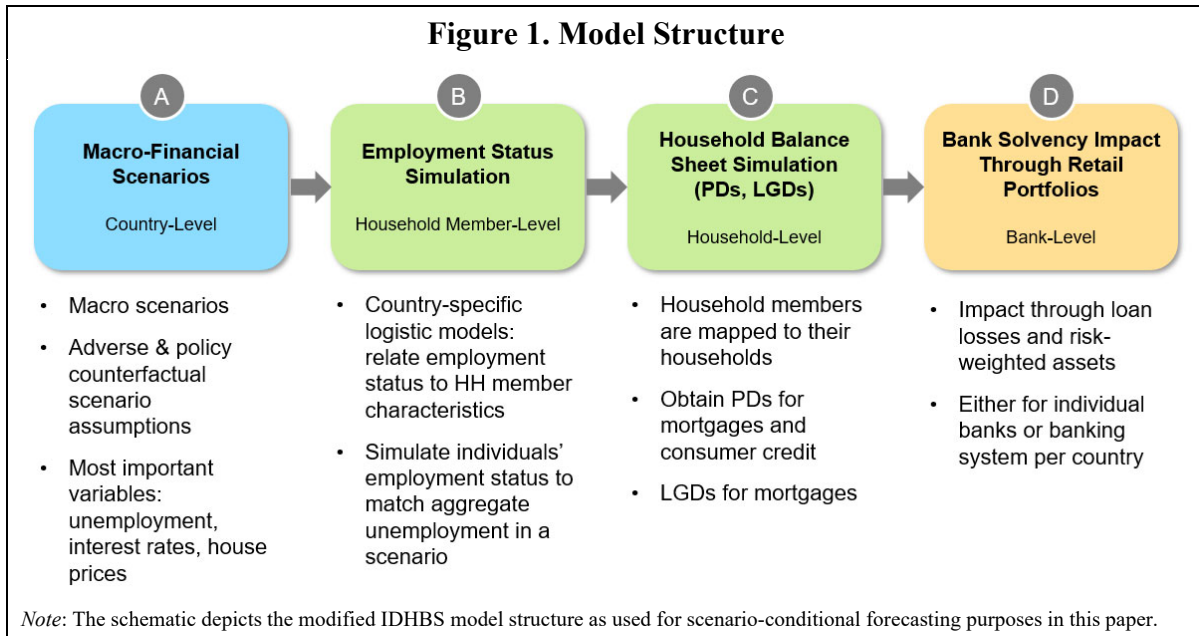 Figure 1. Model Structure
A
Macro-Financial
Scenarios
Country-Level
• Macro scenarios
• Adverse & policy
counterfactual
scenario
assumptions
• Most important
variables:
unemployment,
interest rates, house
prices
B
Employment Status
Simulation
Household Member-Level
• Country-specific
logistic models:
relate employment
status to HH member
characteristics
• Simulate individuals’
employment status to
match aggregate
unemployment in a
scenario
C
Household Balance
Sheet Simulation
(PDs, LGDs)
Household-Level
• Household members
are mapped to their
households
• Obtain PDs for
mortgages and
consumer credit
• LGDs for mortgages
D
Bank Solvency Impact
Through Retail
Portfolios
Bank-Level
• Impact through loan
losses and risk-
weighted assets
• Either for individual
banks or banking
system per country
Note: The schematic depicts the modified IDHBS model structure as used for scenario-conditional forecasting purposes in this paper.